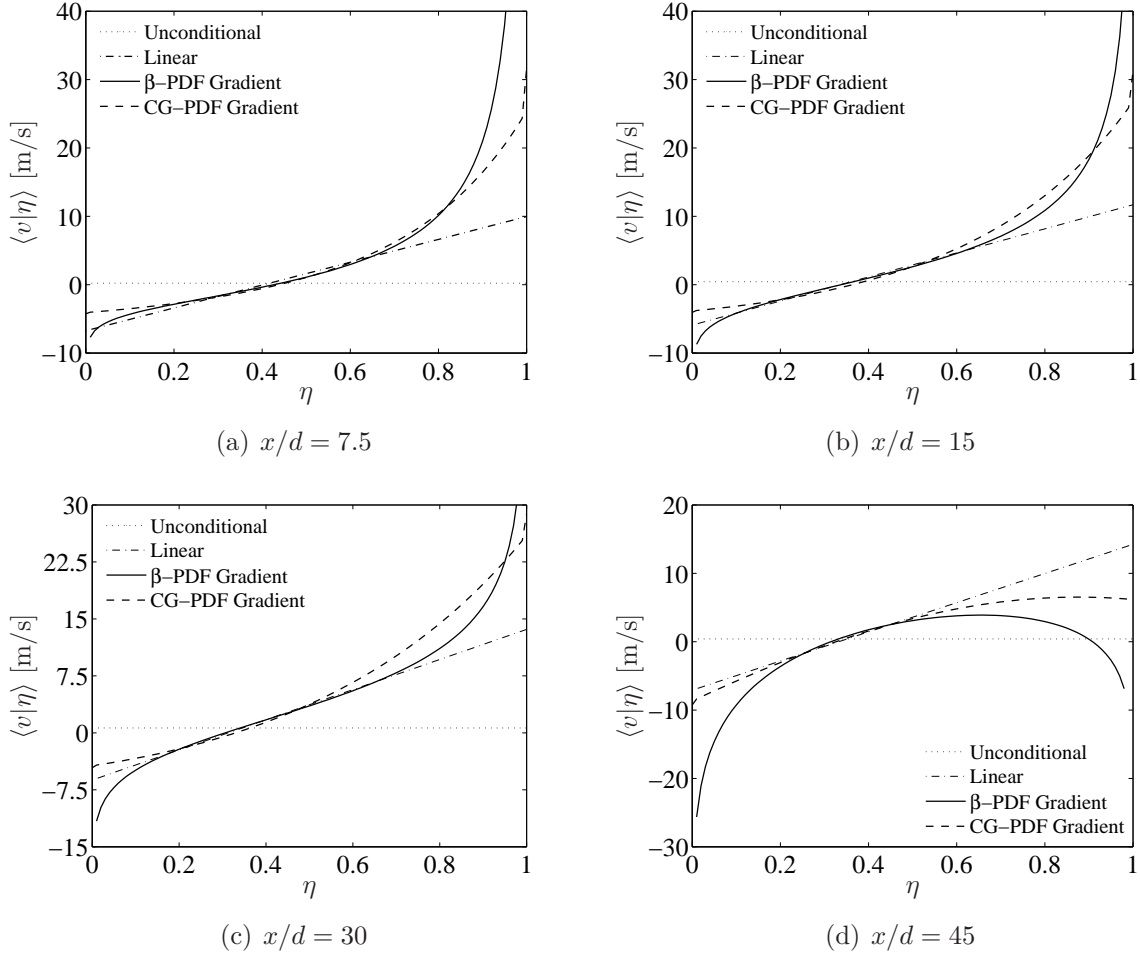 40
30
20
10
0
−10
⟨v|η⟩ [m/s]
Unconditional
Linear
β−PDF Gradient
CG−PDF Gradient
0 0.2 0.4 0.6 0.8 1
η
(a) x/d = 7.5
40
30
20
10
0
−10
⟨v|η⟩ [m/s]
Unconditional
Linear
β−PDF Gradient
CG−PDF Gradient
0 0.2 0.4 0.6 0.8 1
η
(b) x/d = 15
30
22.5
15
7.5
0
−7.5
−15
⟨v|η⟩ [m/s]
Unconditional
Linear
β−PDF Gradient
CG−PDF Gradient
0 0.2 0.4 0.6 0.8 1
η
(c) x/d = 30
20
10
0
−10
−20
−30
⟨v|η⟩ [m/s]
Unconditional
Linear
β−PDF Gradient
CG−PDF Gradient
0 0.2 0.4 0.6 0.8 1
η
(d) x/d = 45